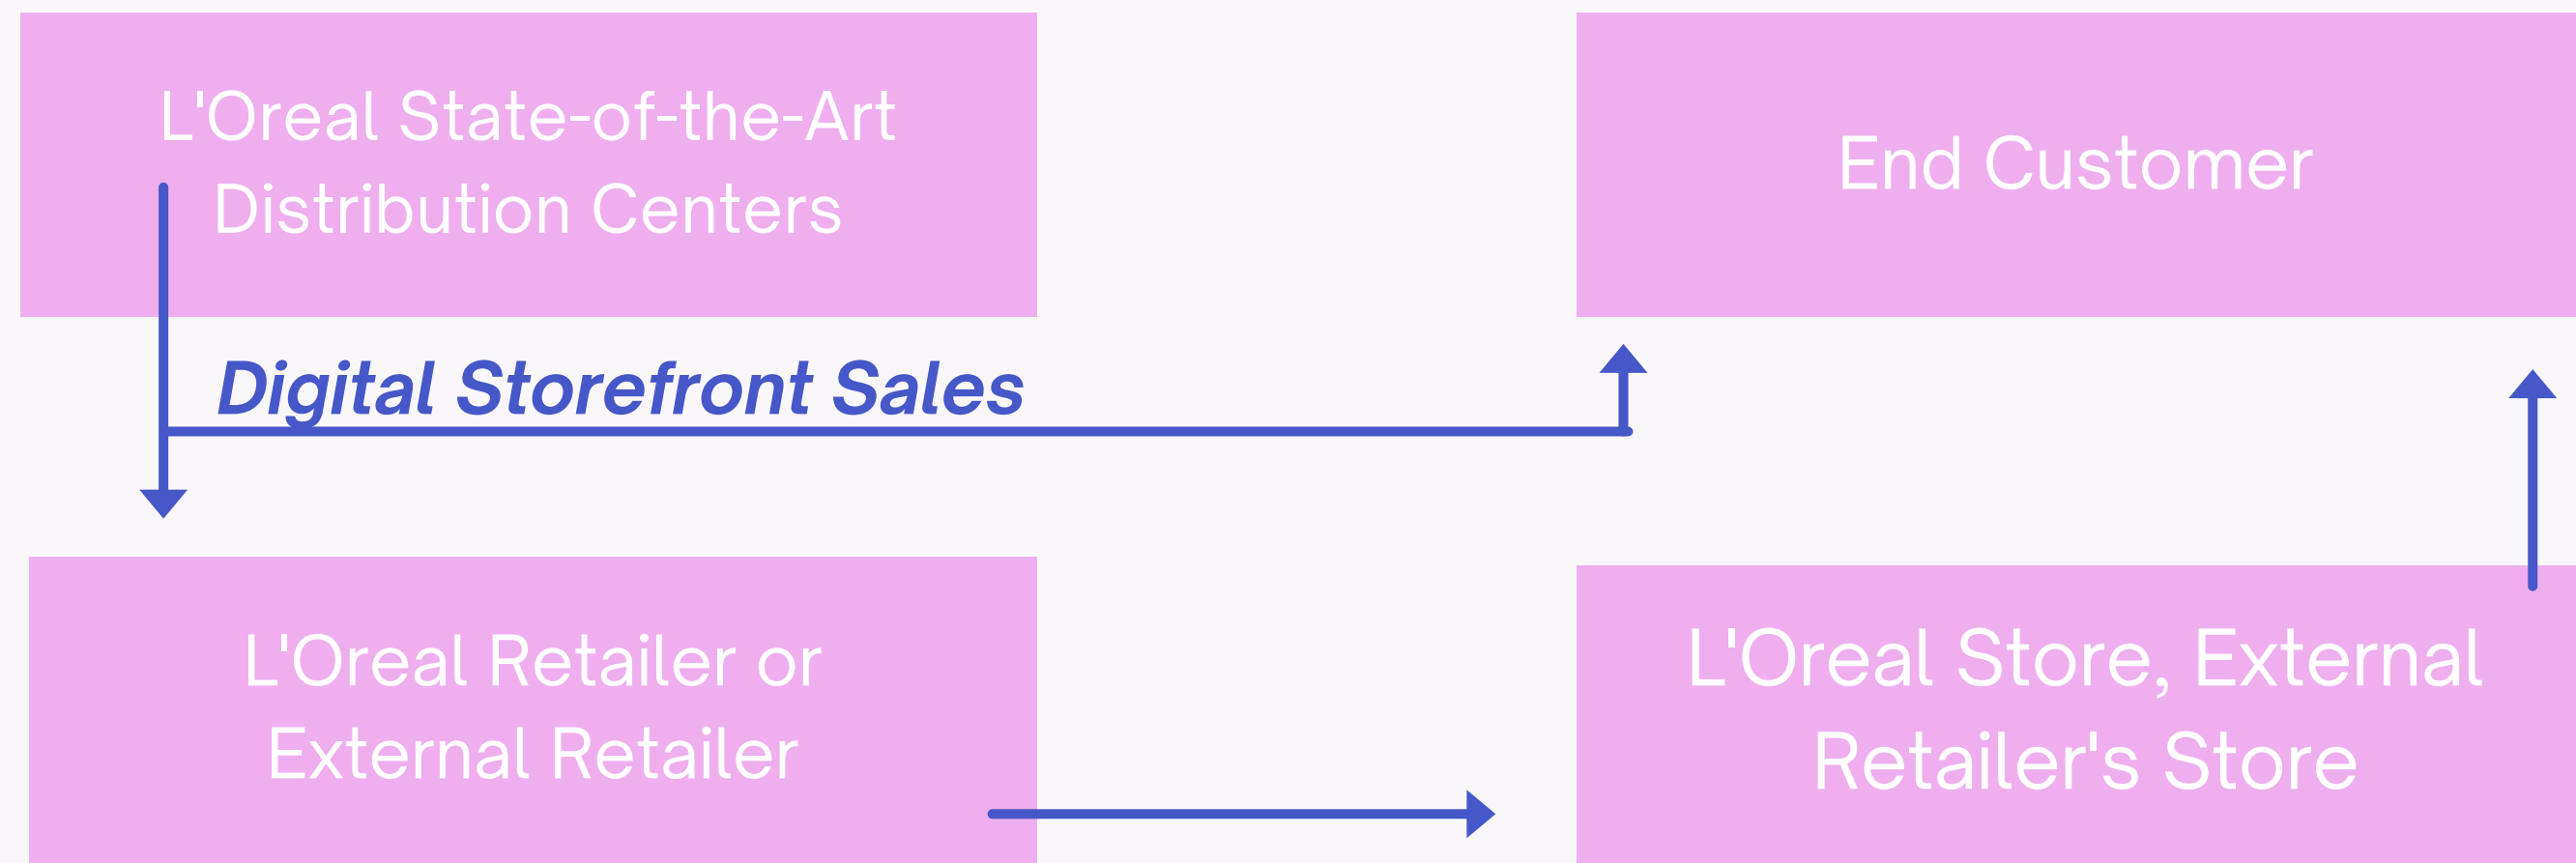 L'Oreal State-of-the-Art
Distribution Centers
End Customer
Digital Storefront Sales
L'Oreal Retailer or
External Retailer
L'Oreal Store, External
Retailer's Store